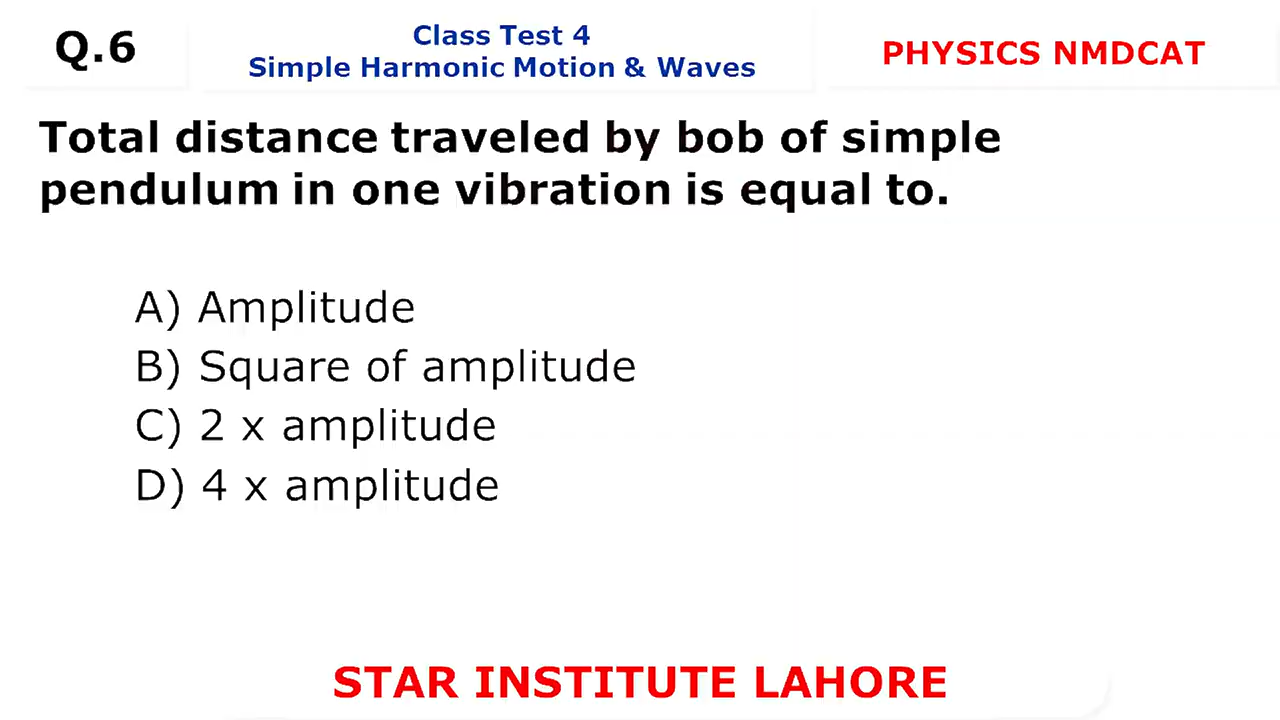 Q.6
Class Test 4
Simple Harmonic Motion & Waves
PHYSICS NMDCAT
Total distance traveled by bob of simple
pendulum in one vibration is equal to.
A) Amplitude
B) Square of amplitude
C) 2 x amplitude
D) 4 x amplitude
STAR INSTITUTE LAHORE